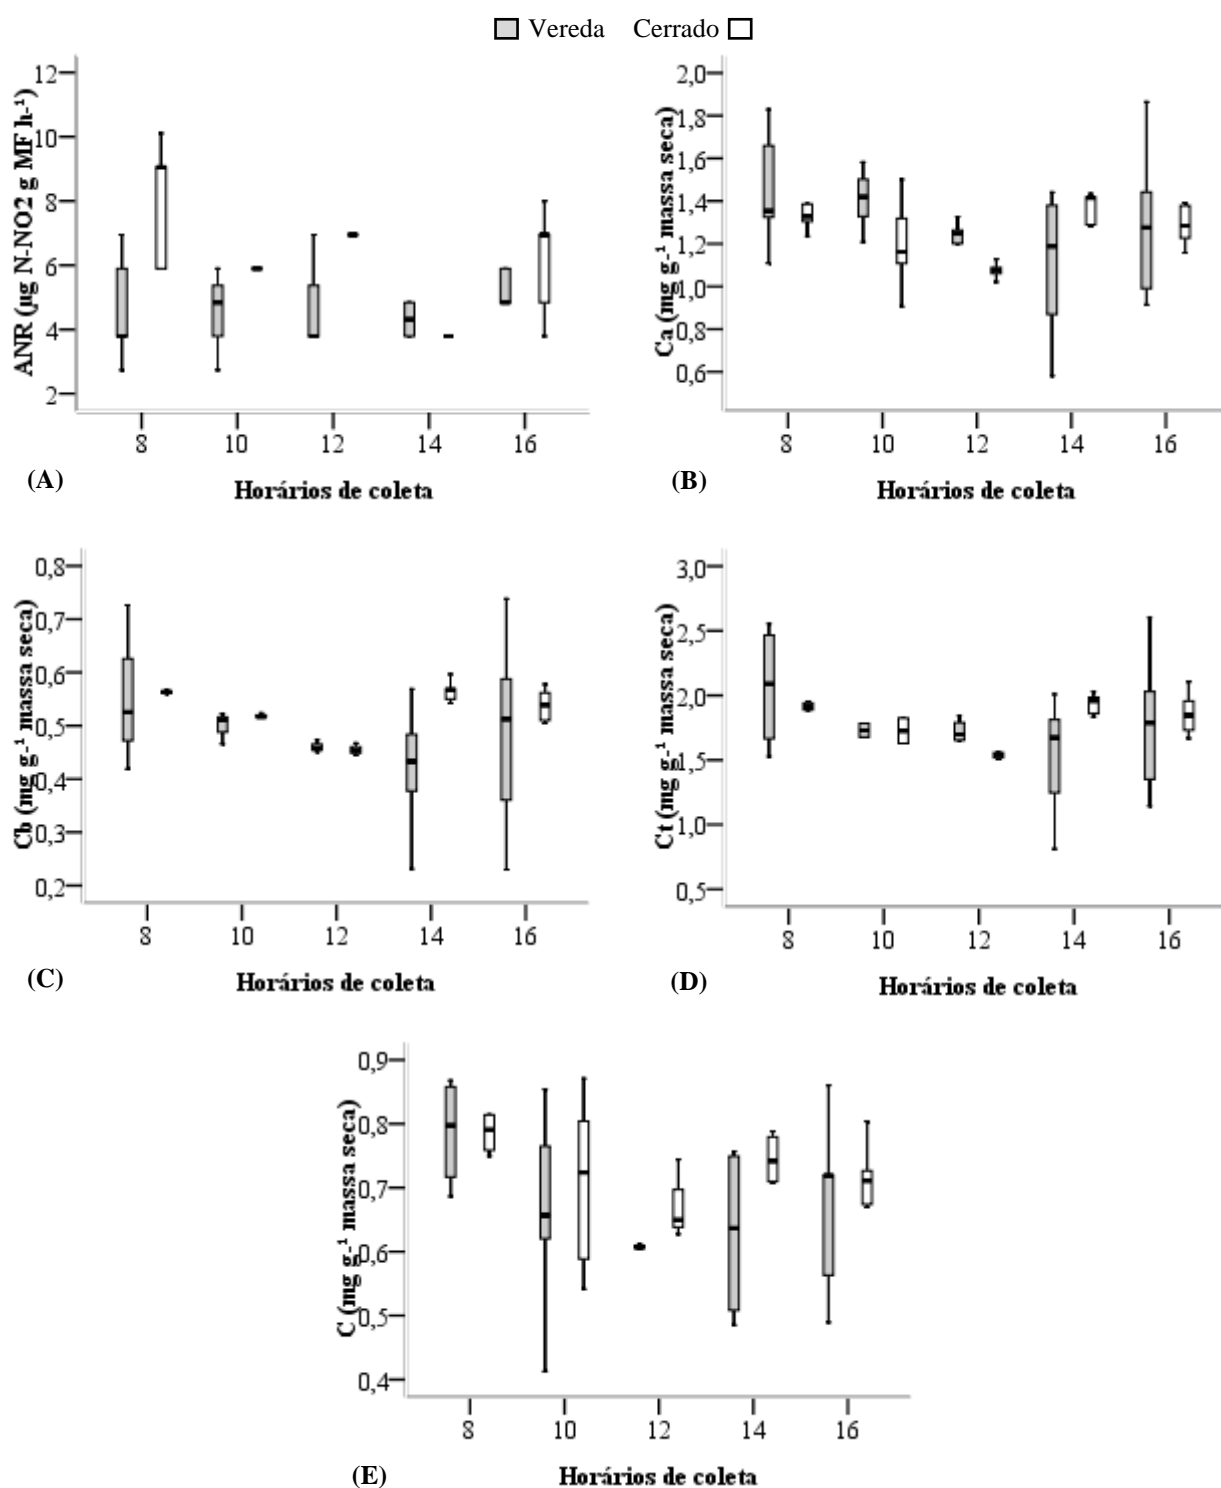 Vereda Cerrado
ANR (µg N-NO2 g MF h-¹)
12
10
8
6
4
2
8 10 12 14 16
(A)
Horários de coleta
Ca (mg g-¹ massa seca)
2,0
1,8
1,6
1,4
1,2
1,0
0,8
0,6
8 10 12 14 16
(B)
Horários de coleta
Cb (mg g-¹ massa seca)
0,8
0,7
0,6
0,5
0,4
0,3
0,2
8 10 12 14 16
(C)
Horários de coleta
Ct (mg g-¹ massa seca)
3,0
2,5
2,0
1,5
1,0
0,5
8 10 12 14 16
(D)
Horários de coleta
C (mg g-¹ massa seca)
0,9
0,8
0,7
0,6
0,5
0,4
8 10 12 14 16
(E)
Horários de coleta